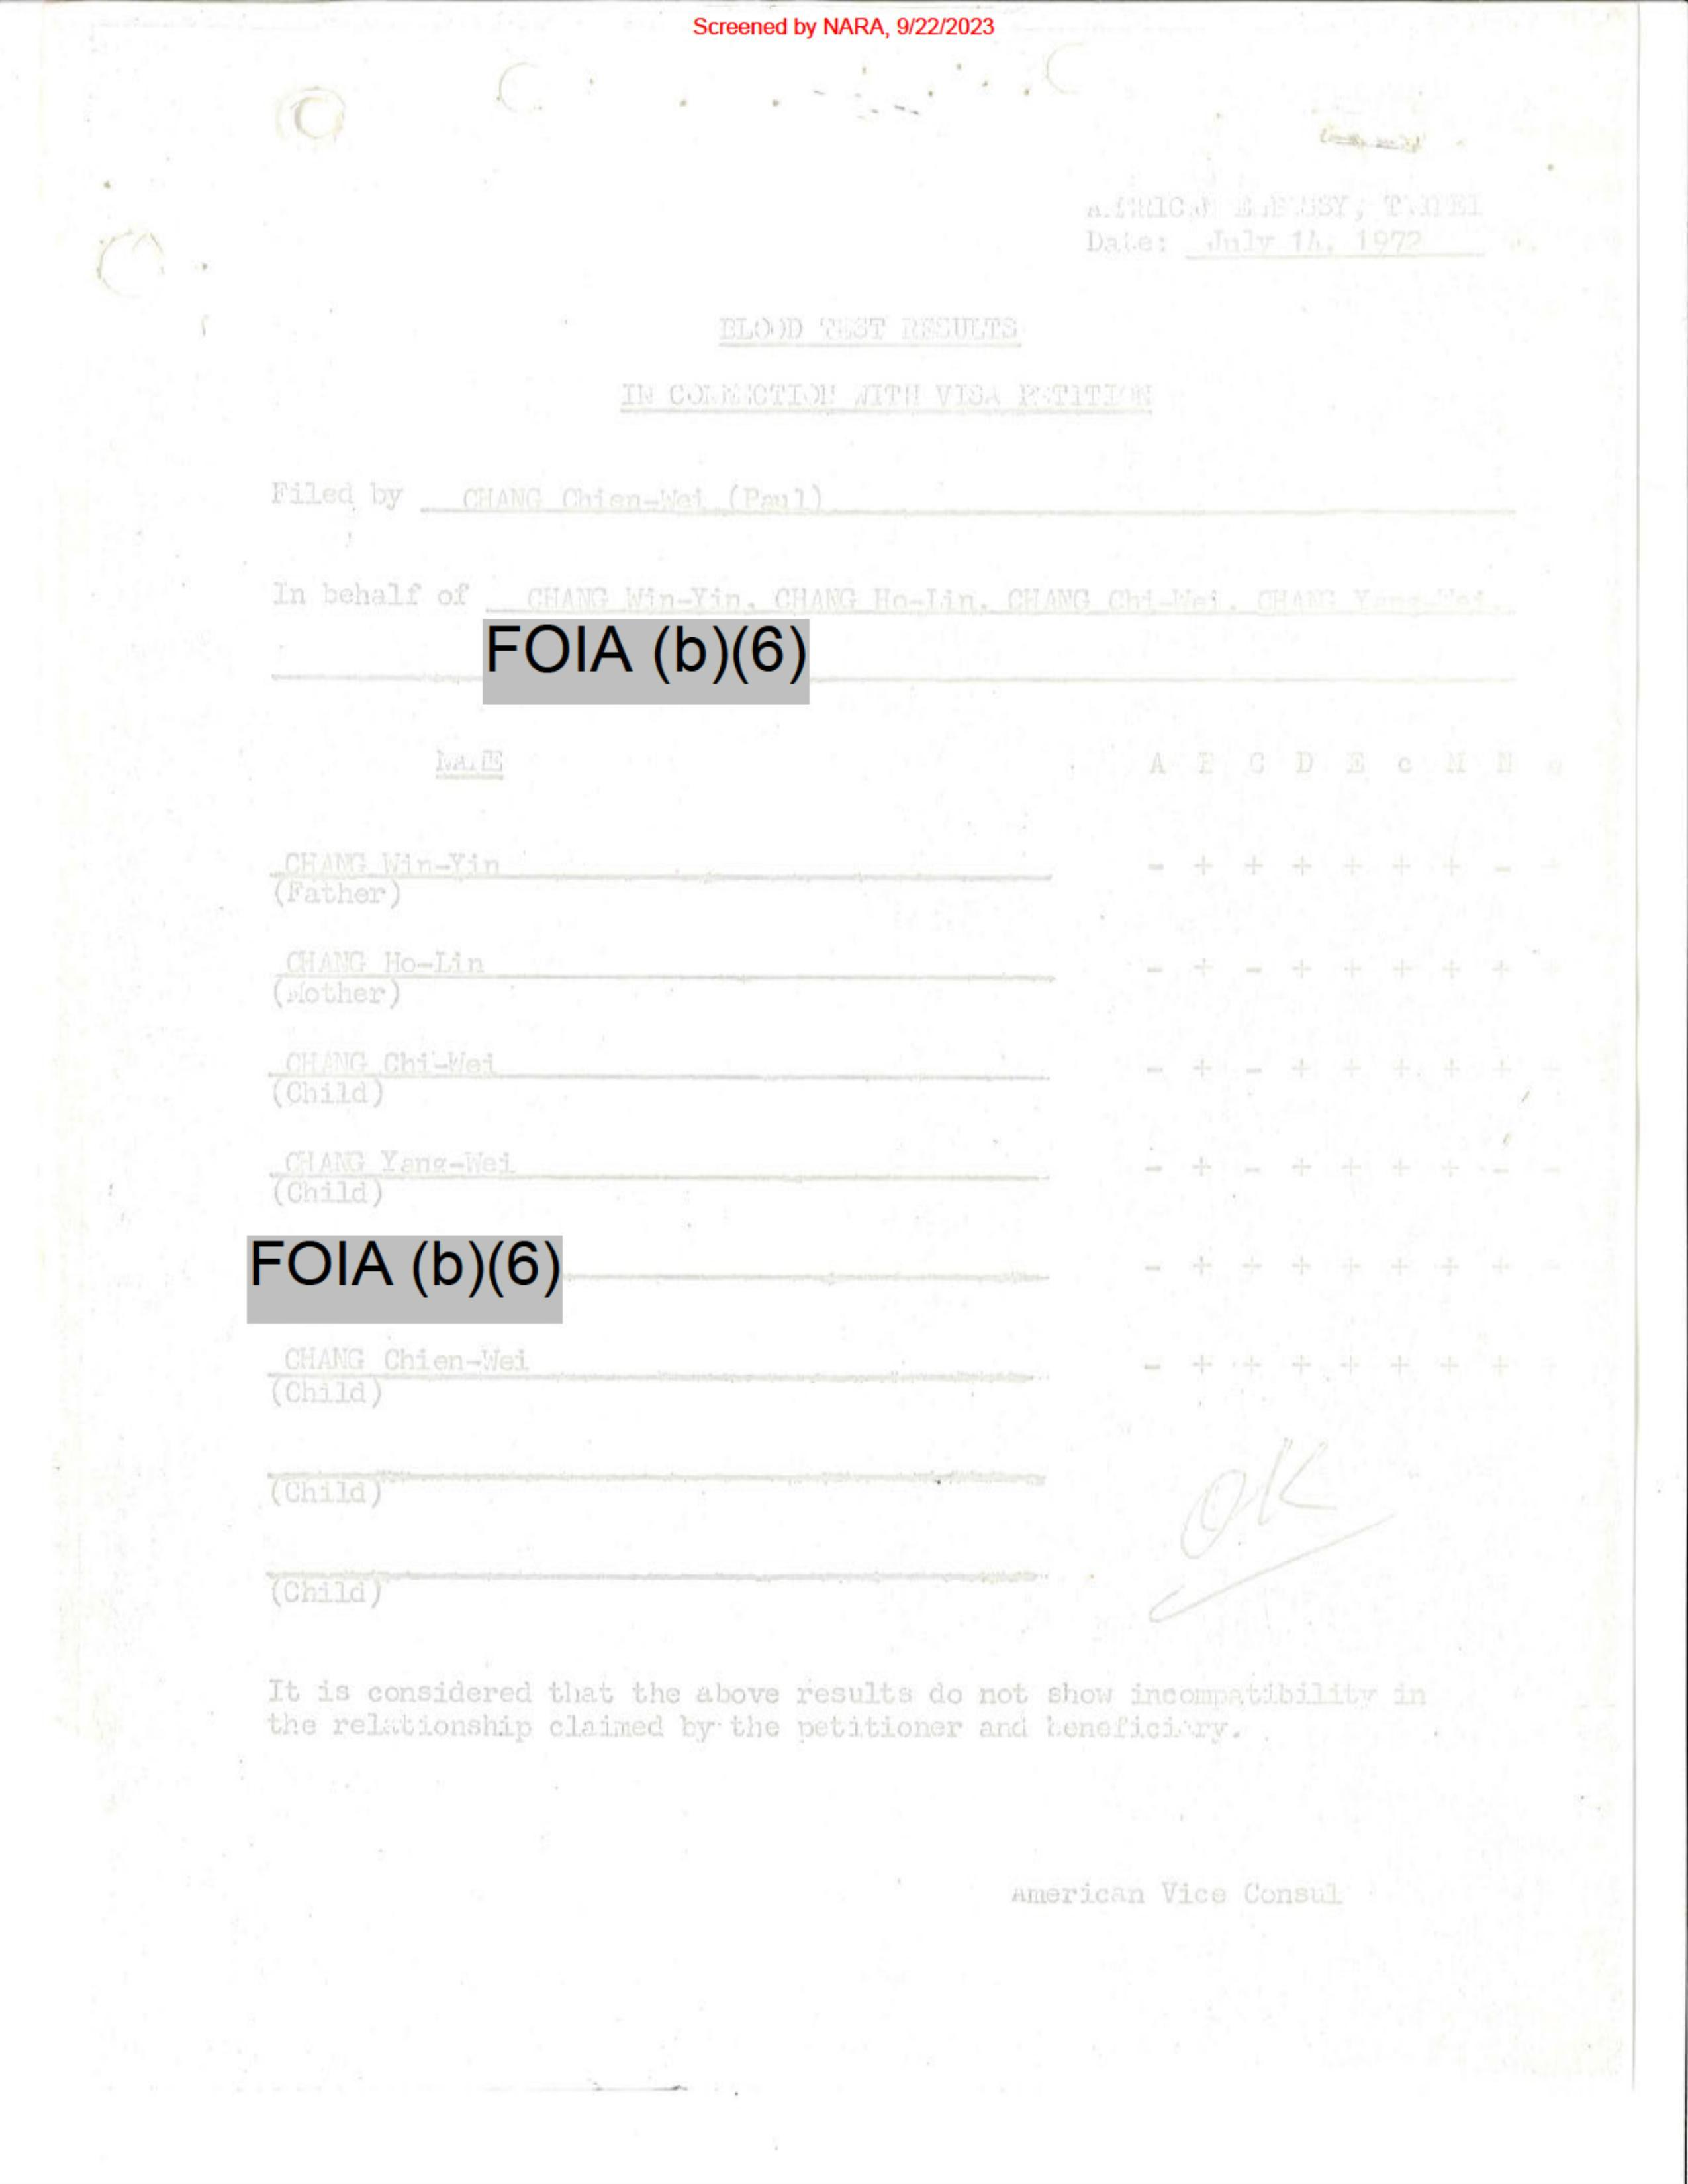 Screened by NARA, 9/22/2023
AMERICAN EMBASSY, TAIPEI
Date: July 14, 1972
BLOOD TEST RESULTS
IN CONNECTION WITH VISA PETITION
Filed by CHANG Chien-Wei (Paul)
In behalf of CHANG Win-Yin, CHANG Ho-Lin, CHANG Chi-Wei, CHANG Yang-Wei,
FOIA (b)(6)
NAME A B C D E c M N
CHANG Win-Yin - + + + + + + - +
(Father)
CHANG Ho-Lin - + - + + + + +
(Mother)
CHANG Chi-Wei - + - + + + + +
(Child)
CHANG Yang-Wei - + - + + + + - -
(Child)
FOIA (b)(6) - + + + + + + +
CHANG Chien-Wei - + + + + + + +
(Child)
(Child)
OK
(Child)
It is considered that the above results do not show incompatibility in
the relationship claimed by the petitioner and beneficiary.
American Vice Consul